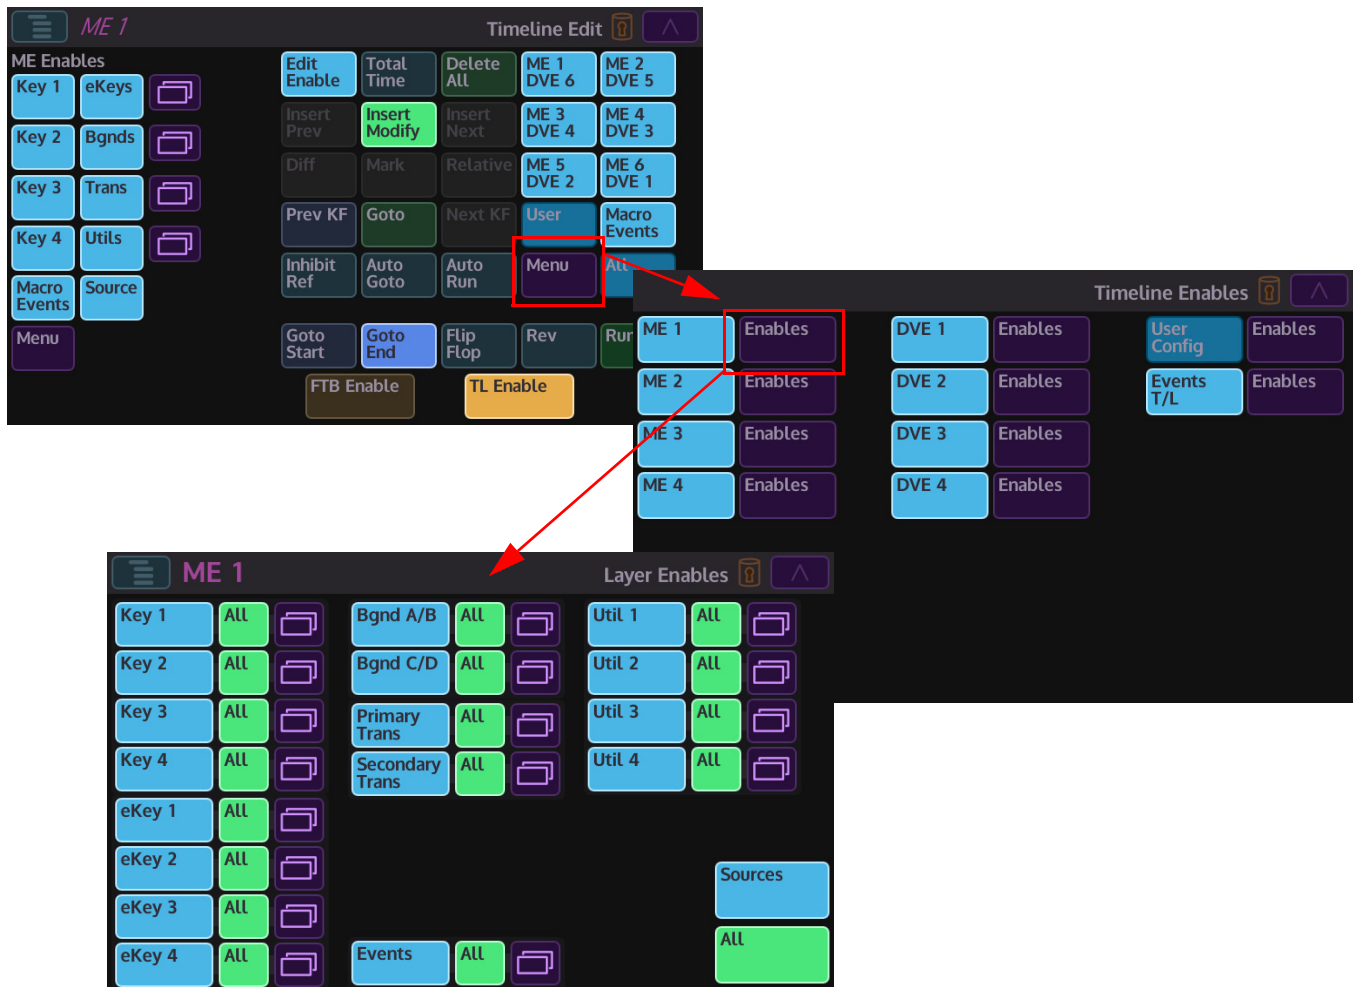 ME 1
Timeline Edit
ME Enables
Key 1
eKeys
Key 2
Bgnds
Key 3
Trans
Key 4
Utils
Macro
Events
Source
Menu
Edit
Enable
Total
Time
Delete
All
ME 1
DVE 6
ME 2
DVE 5
Insert
Prev
Insert
Modify
Insert
Next
ME 3
DVE 4
ME 4
DVE 3
Diff
Mark
Relative
ME 5
DVE 2
ME 6
DVE 1
Prev KF
Goto
Next KF
User
Macro
Events
Inhibit
Ref
Auto
Goto
Auto
Run
Menu
All
Goto
Start
Goto
End
Flip
Flop
Rev
Run
FTB Enable
TL Enable
Timeline Enables
ME 1
Enables
DVE 1
Enables
User
Config
Enables
ME 2
Enables
DVE 2
Enables
Events
T/L
Enables
ME 3
Enables
DVE 3
Enables
ME 4
Enables
DVE 4
Enables
ME 1
Layer Enables
Key 1
All
Bgnd A/B
All
Util 1
All
Key 2
All
Bgnd C/D
All
Util 2
All
Key 3
All
Primary
Trans
All
Util 3
All
Key 4
All
Secondary
Trans
All
Util 4
All
eKey 1
All
eKey 2
All
Sources
eKey 3
All
All
eKey 4
All
Events
All